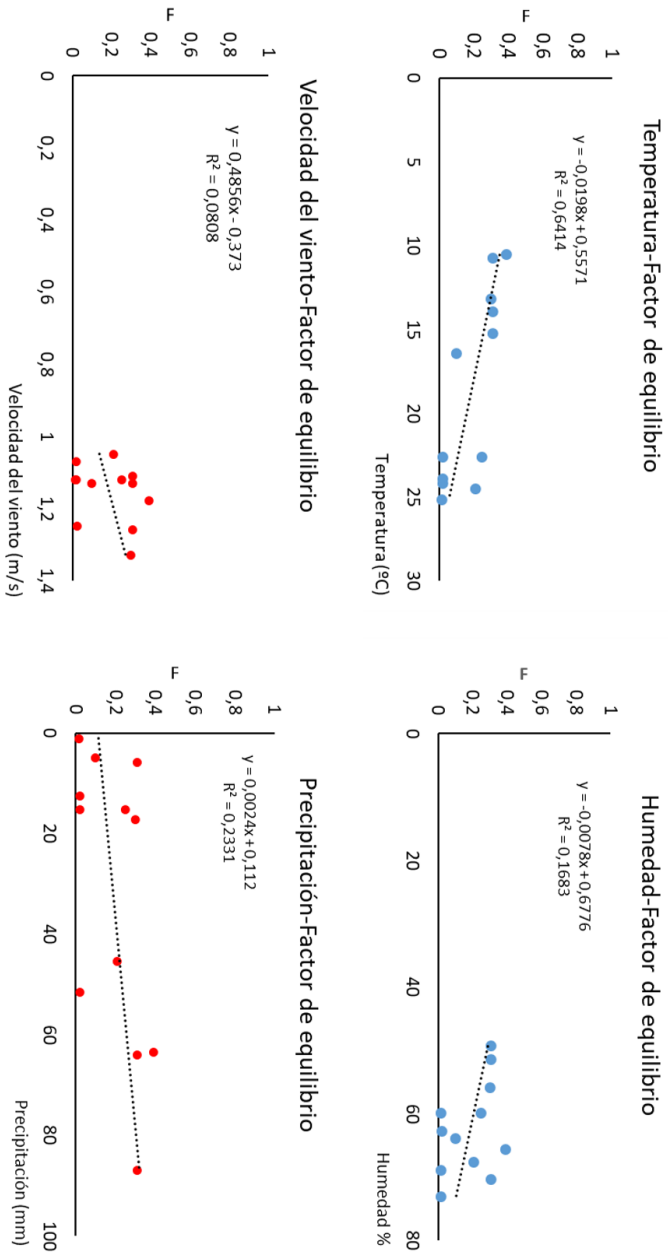 Temperatura-Factor de equilibrio
y = -0,0198x + 0,5571
R² = 0,6414
F
1
0,8
0,6
0,4
0,2
0
0 5 10 15 20 25 30
Temperatura (ºC)
Humedad-Factor de equilibrio
y = -0,0078x + 0,6776
R² = 0,1683
F
1
0,8
0,6
0,4
0,2
0
0 20 40 60 80
Humedad %
Velocidad del viento-Factor de equilibrio
y = 0,4856x - 0,373
R² = 0,0808
F
1
0,8
0,6
0,4
0,2
0
0 0,2 0,4 0,6 0,8 1 1,2 1,4
Velocidad del viento (m/s)
Precipitación-Factor de equilibrio
y = 0,0024x + 0,112
R² = 0,2331
F
1
0,8
0,6
0,4
0,2
0
0 20 40 60 80 100
Precipitación (mm)